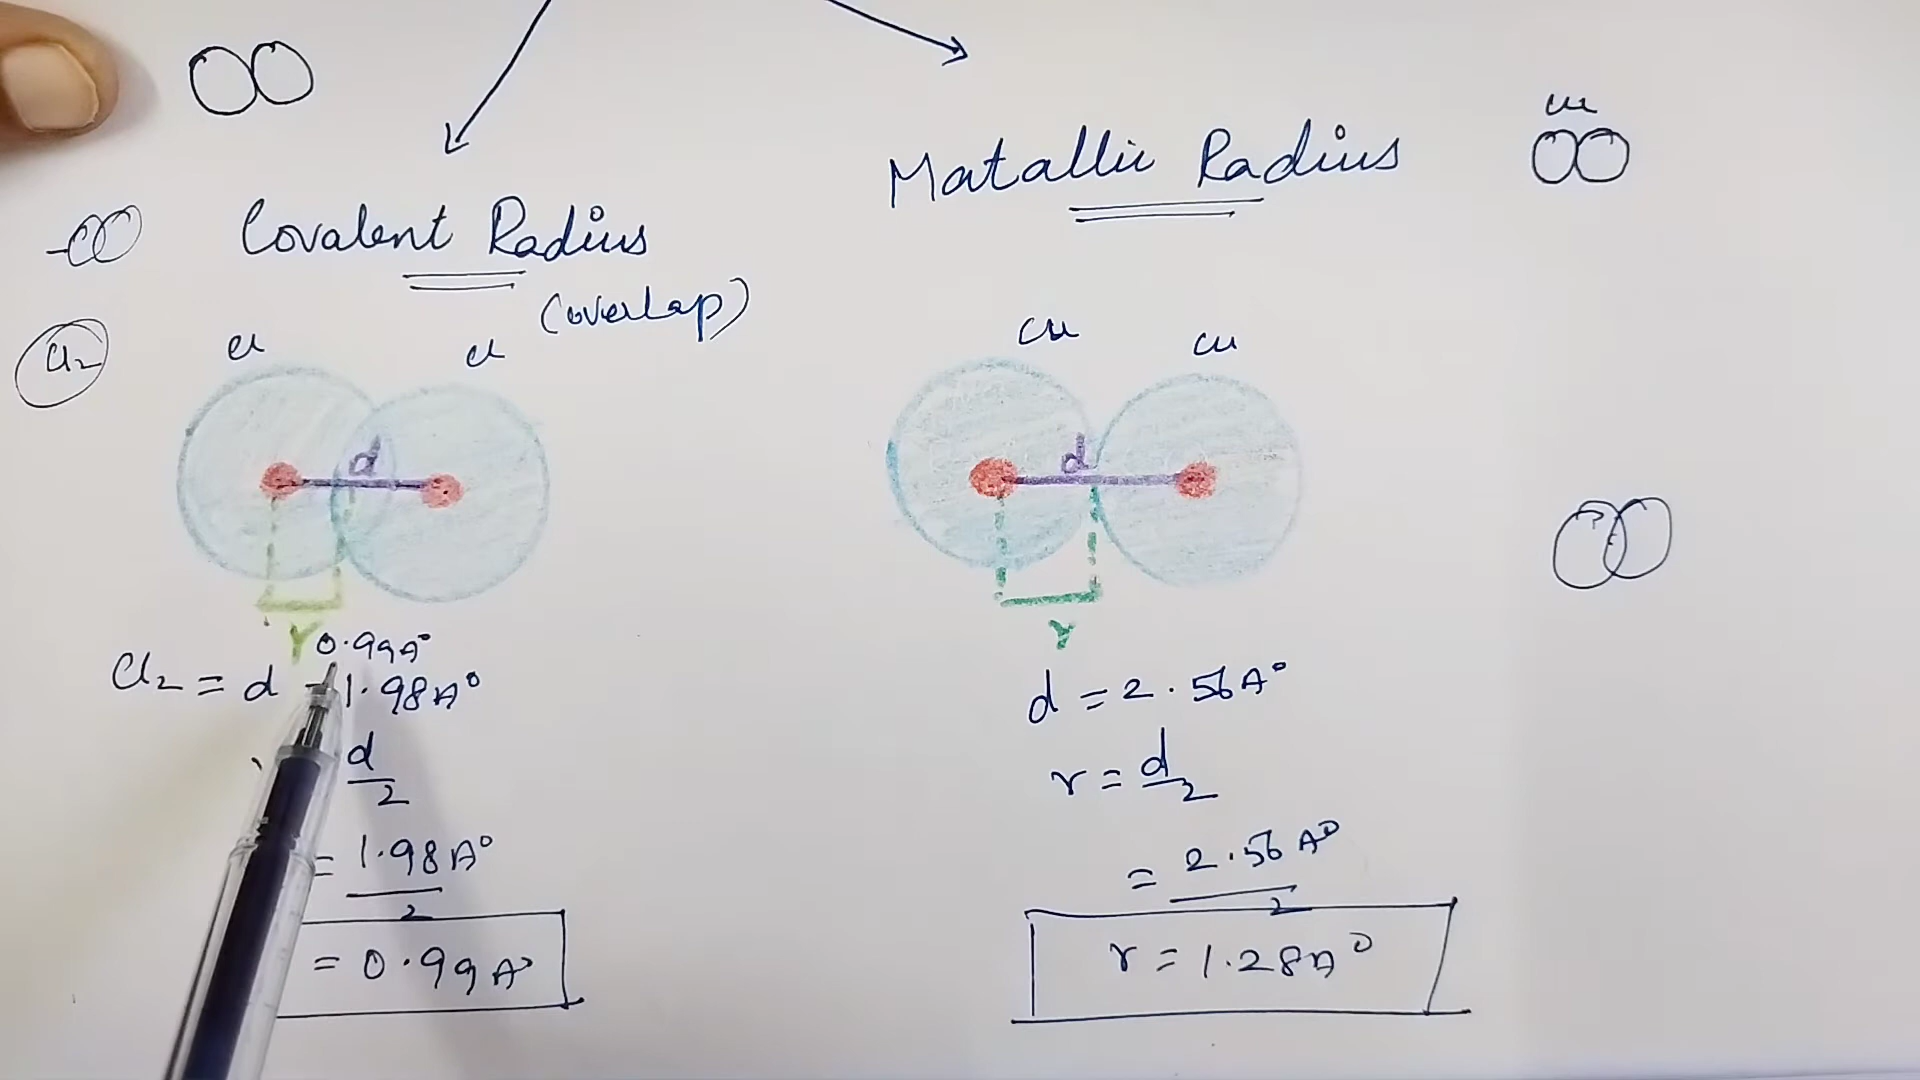 Covalent Radius
(overlap)
Cl2
Cl
Cl
d
r
0.99A°
Cl2 = d = 1.98A°
d
2
= 1.98A°
2
= 0.99A°
Cu
Matallic Radius
Cu
Cu
d
r
d = 2.56A°
r = d
2
= 2.56A°
2
r = 1.28A°